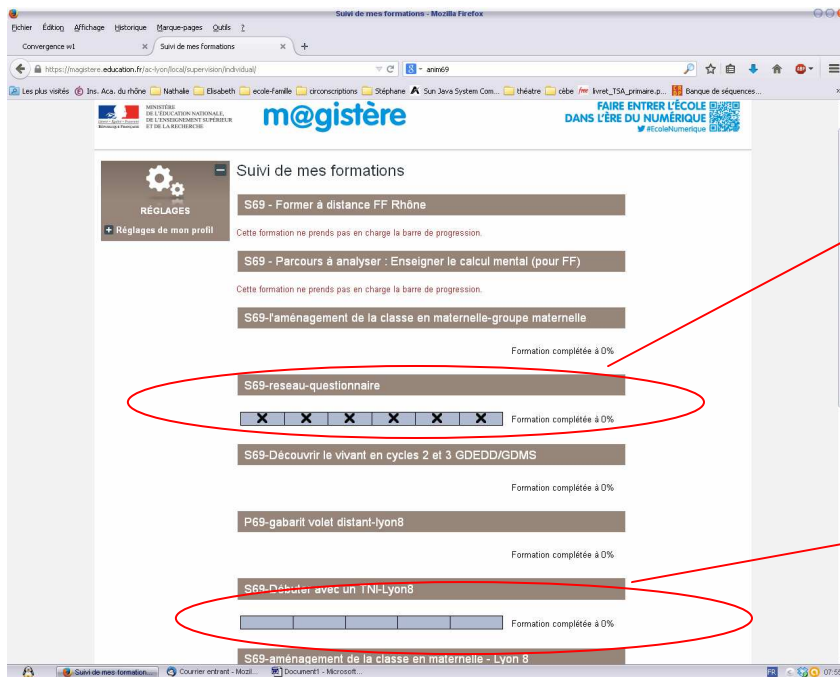 Suivi de mes formations - Mozilla Firefox
Fichier Édition Affichage Historique Marque-pages Outils ?
Convergence w1 × Suivi de mes formations × +
https://magistere.education.fr/ac-lyon/local/supervision/individual/ anim69
Les plus visités Ins. Aca. du rhône Nathalie Elisabeth ecole-famille circonscriptions Stéphane Sun Java System Com... théatre cèbe livret_TSA_primaire.p... Banque de séquences...
MINISTÈRE
DE L'ÉDUCATION NATIONALE,
DE L'ENSEIGNEMENT SUPÉRIEUR
ET DE LA RECHERCHE
m@gistère
FAIRE ENTRER L'ÉCOLE
DANS L'ÈRE DU NUMÉRIQUE
#EcoleNumerique
RÉGLAGES
Réglages de mon profil
Suivi de mes formations
S69 - Former à distance FF Rhône
Cette formation ne prends pas en charge la barre de progression.
S69 - Parcours à analyser : Enseigner le calcul mental (pour FF)
Cette formation ne prends pas en charge la barre de progression.
S69-l'aménagement de la classe en maternelle-groupe maternelle
Formation complétée à 0%
S69-reseau-questionnaire
Formation complétée à 0%
S69-Découvrir le vivant en cycles 2 et 3 GDEDD/GDMS
Formation complétée à 0%
P69-gabarit volet distant-lyon8
Formation complétée à 0%
S69-Débuter avec un TNI-Lyon8
Formation complétée à 0%
S69-aménagement de la classe en maternelle - Lyon 8
Suivi de mes formation... Courrier entrant - Mozil... Document1 - Microsoft... FR